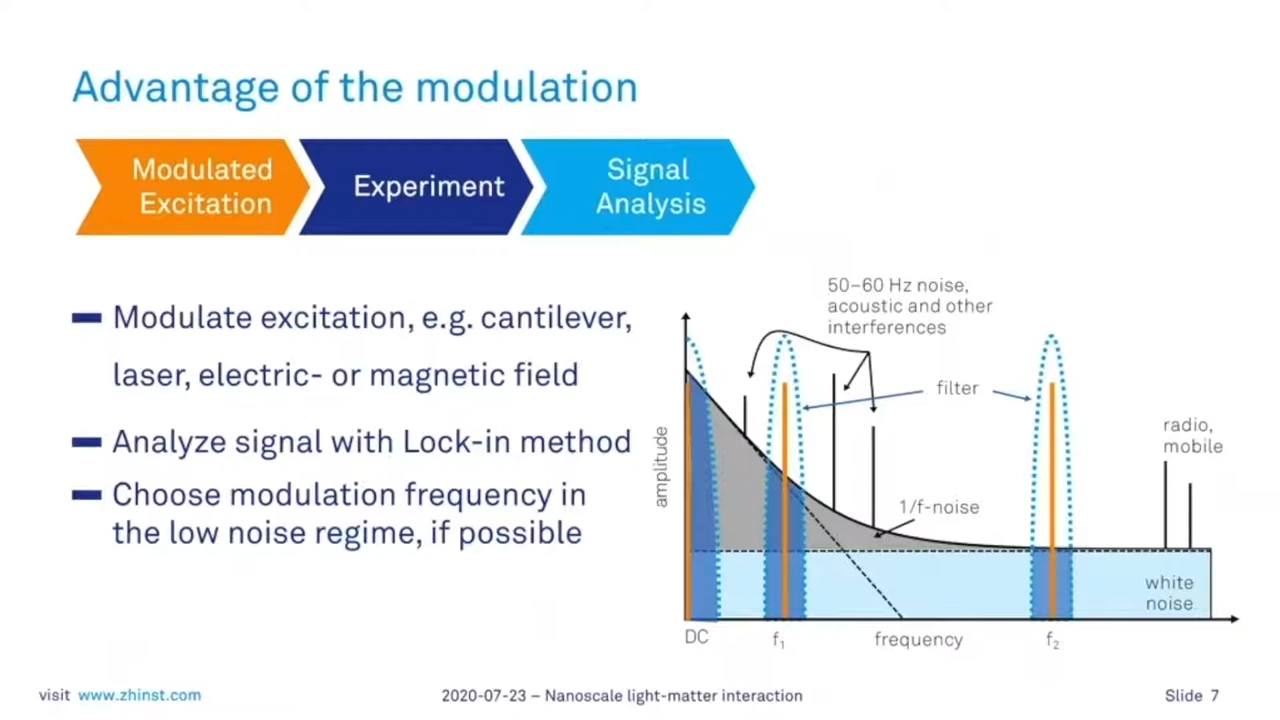 Advantage of the modulation
Modulated
Excitation
Experiment
Signal
Analysis
Modulate excitation, e.g. cantilever,
laser, electric- or magnetic field
Analyze signal with Lock-in method
Choose modulation frequency in
the low noise regime, if possible
50–60 Hz noise,
acoustic and other
interferences
filter
radio,
mobile
amplitude
1/f-noise
white
noise
DC
f₁
frequency
f₂
visit www.zhinst.com
2020-07-23 – Nanoscale light-matter interaction
Slide 7